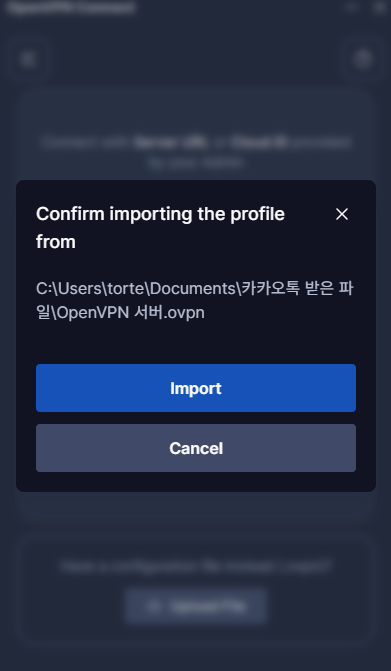 OpenVPN Connect
Connect with Server URL or Cloud ID provided
by your Admin
Confirm importing the profile
from
C:\Users\torte\Documents\카카오톡 받은 파
일\OpenVPN 서버.ovpn
Import
Cancel
Have a configuration file instead (.ovpn)?
Upload File